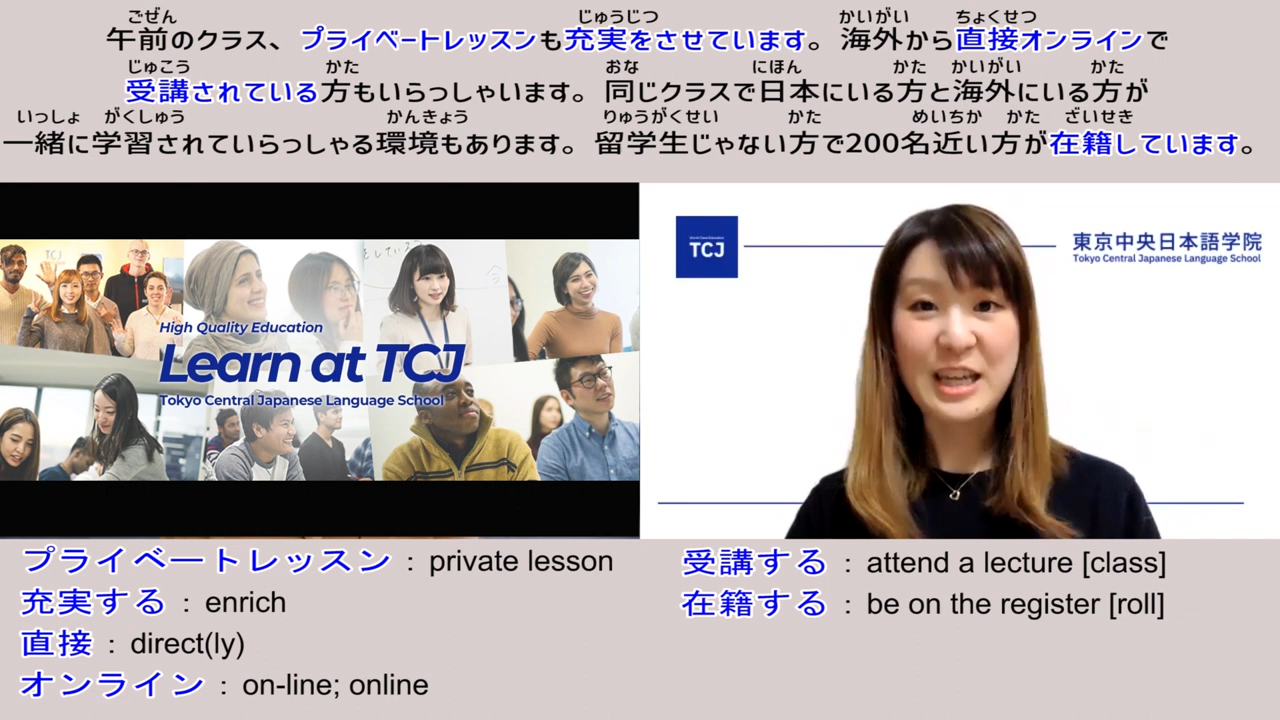 ごぜん じゅうじつ かいがい ちょくせつ
午前のクラス、プライベートレッスンも充実をさせています。海外から直接オンラインで
じゅこう かた おな にほん かた かいがい かた
受講されている方もいらっしゃいます。同じクラスで日本にいる方と海外にいる方が
いっしょ がくしゅう かんきょう りゅうがくせい かた めいちか かた ざいせき
一緒に学習されていらっしゃる環境もあります。留学生じゃない方で200名近い方が在籍しています。
TCJ
High Quality Education
Learn at TCJ
Tokyo Central Japanese Language School
World Class Education
TCJ
東京中央日本語学院
Tokyo Central Japanese Language School
プライベートレッスン : private lesson
充実する : enrich
直接 : direct(ly)
オンライン : on-line; online
受講する : attend a lecture [class]
在籍する : be on the register [roll]